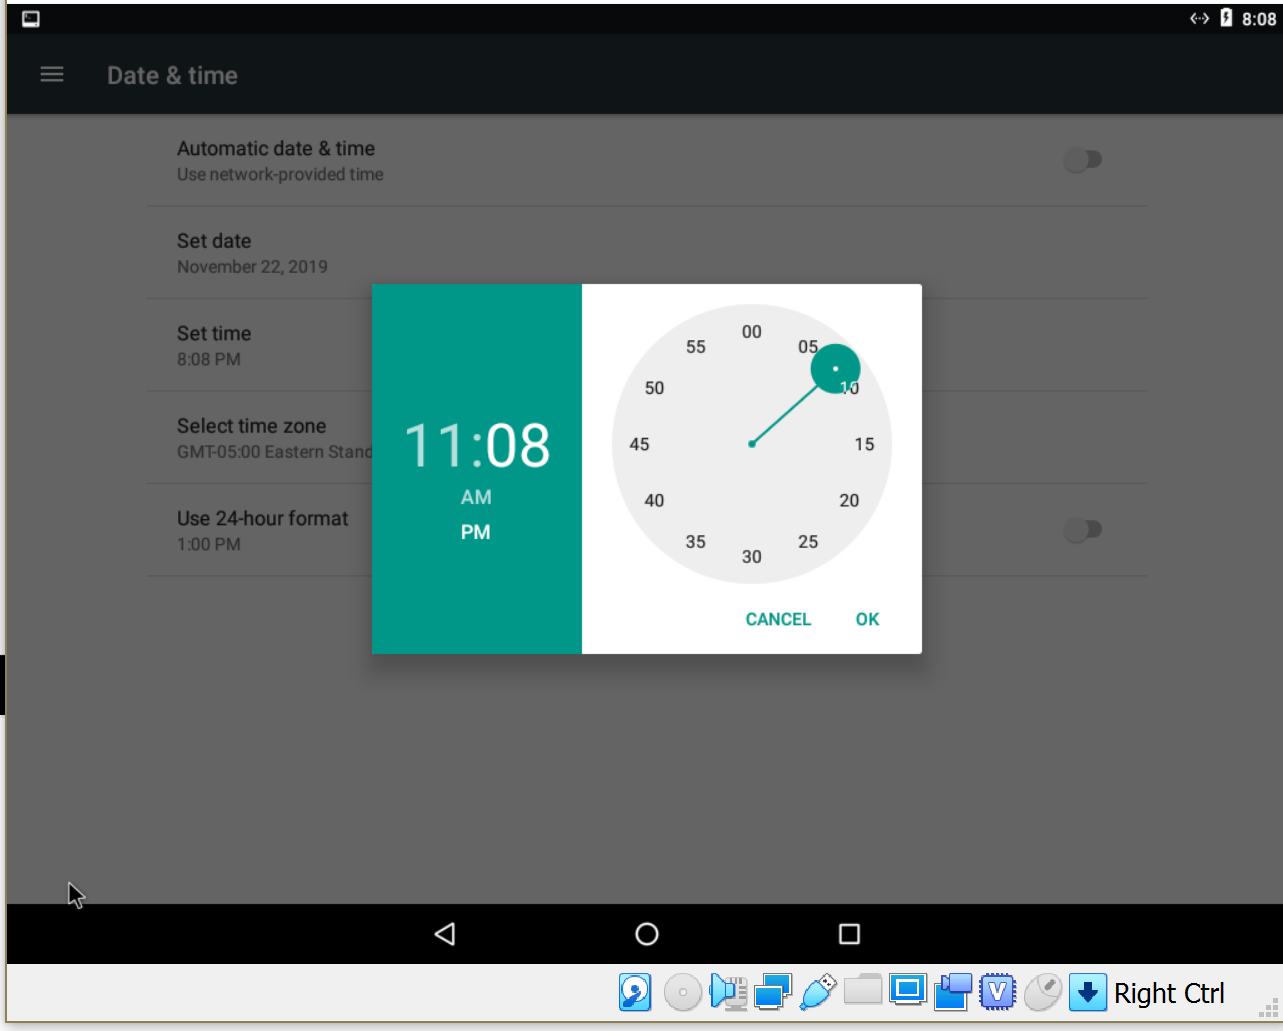 8:08
Date & time
Automatic date & time
Use network-provided time
Set date
November 22, 2019
Set time
8:08 PM
Select time zone
GMT-05:00 Eastern Stand
Use 24-hour format
1:00 PM
11:08
AM
PM
00
05
10
15
20
25
30
35
40
45
50
55
CANCEL
OK
V
Right Ctrl